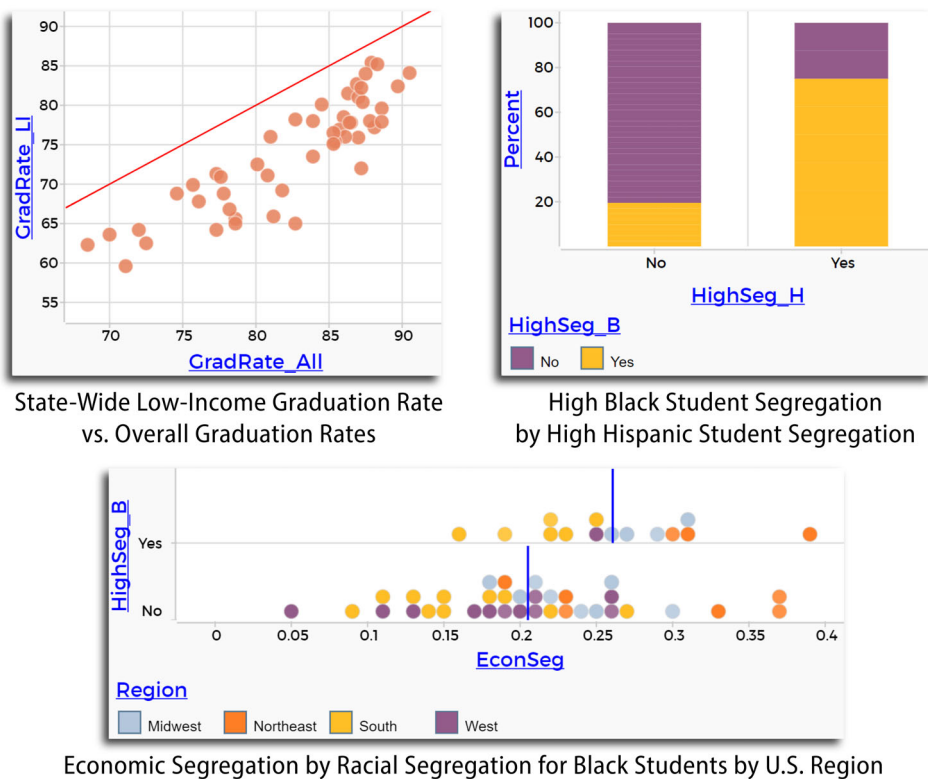 90
85
80
75
70
65
60
55
GradRate_LI
70 75 80 85 90
GradRate_All
State-Wide Low-Income Graduation Rate
vs. Overall Graduation Rates
100
80
60
40
20
Percent
No Yes
HighSeg_H
HighSeg_B
No Yes
High Black Student Segregation
by High Hispanic Student Segregation
HighSeg_B
Yes
No
0 0.05 0.1 0.15 0.2 0.25 0.3 0.35 0.4
EconSeg
Region
Midwest Northeast South West
Economic Segregation by Racial Segregation for Black Students by U.S. Region